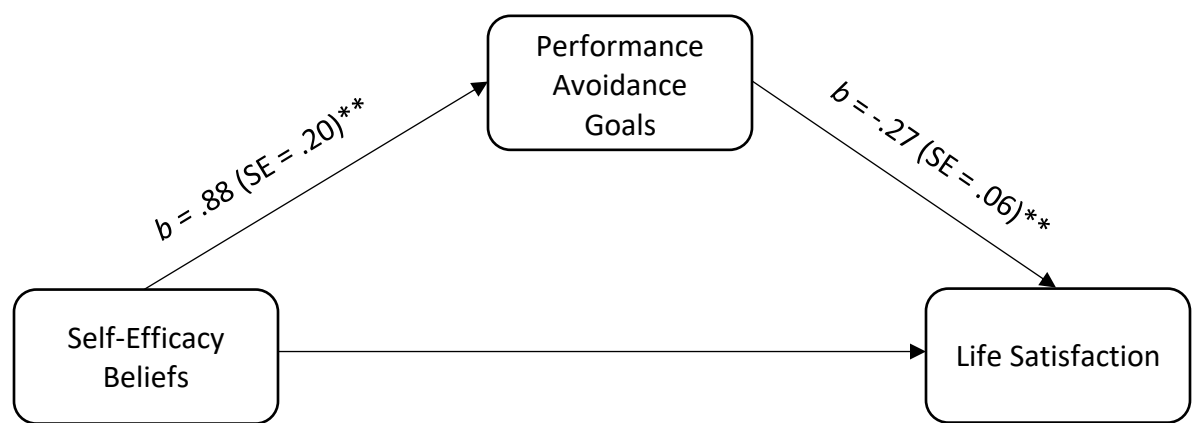 Performance
Avoidance
Goals
b = .88 (SE = .20)**
b = -.27 (SE = .06)**
Self-Efficacy
Beliefs
Life Satisfaction